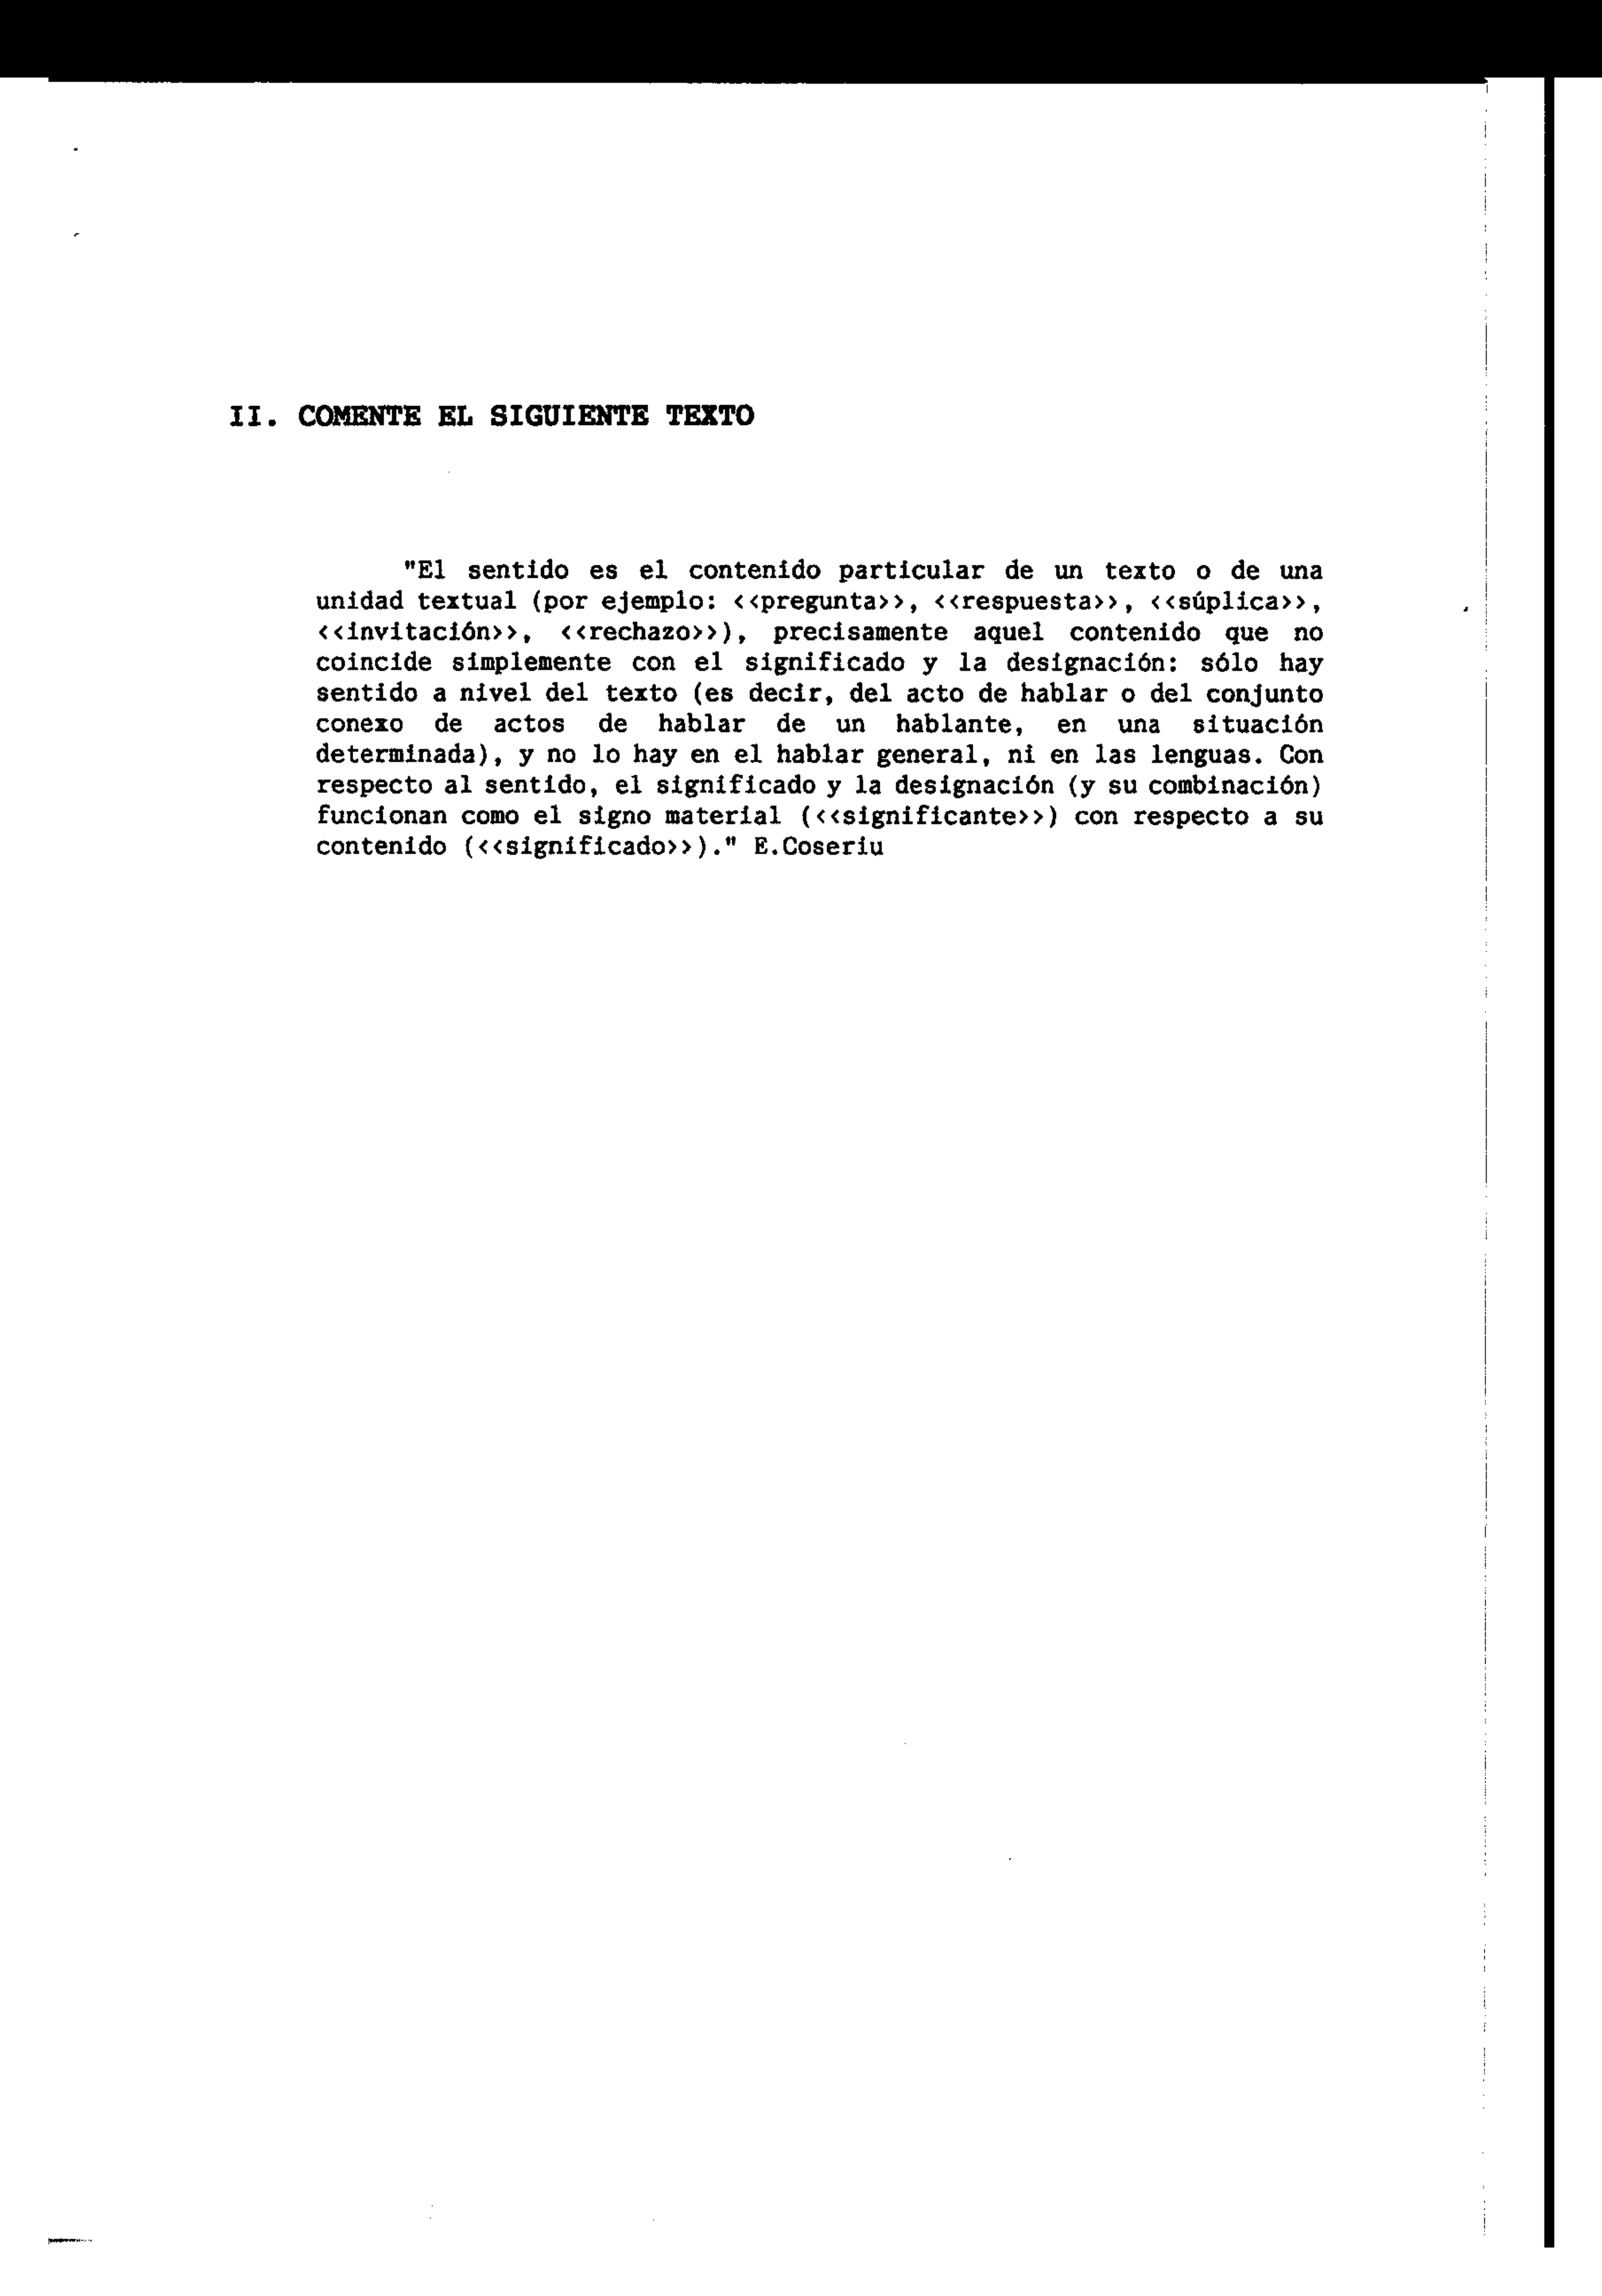 II. COMENTE EL SIGUIENTE TEXTO
"El sentido es el contenido particular de un texto o de una
unidad textual (por ejemplo: <<pregunta>>, <<respuesta>>, <<súplica>>,
<<invitación>>, <<rechazo>>), precisamente aquel contenido que no
coincide simplemente con el significado y la designación: sólo hay
sentido a nivel del texto (es decir, del acto de hablar o del conjunto
conexo de actos de hablar de un hablante, en una situación
determinada), y no lo hay en el hablar general, ni en las lenguas. Con
respecto al sentido, el significado y la designación (y su combinación)
funcionan como el signo material (<<significante>>) con respecto a su
contenido (<<significado>>)." E.Coseriu